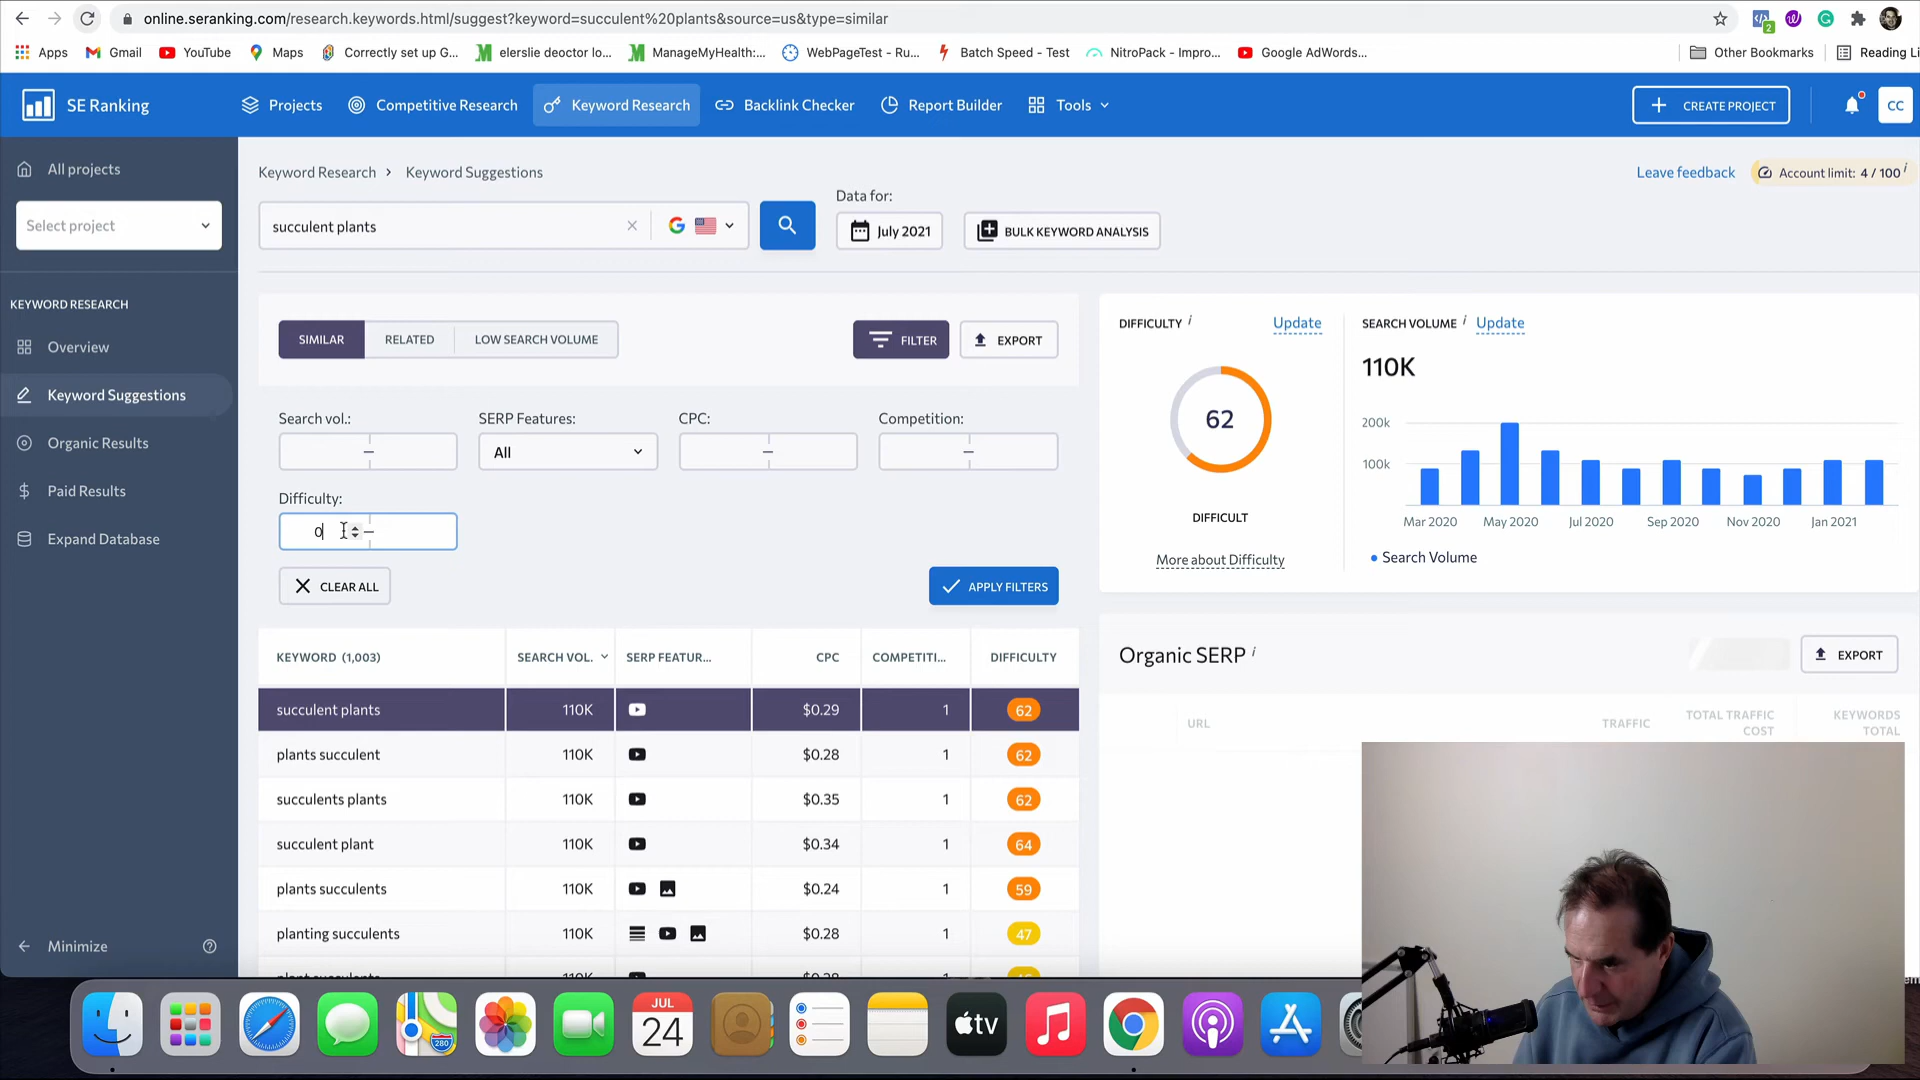 online.seranking.com/research.keywords.html/suggest?keyword=succulent%20plants&source=us&type=similar
2
Apps Gmail YouTube Maps Correctly set up G... elerslie deoctor lo... ManageMyHealth:... WebPageTest - Ru... Batch Speed - Test NitroPack - Impro... Google AdWords... Other Bookmarks Reading Li
SE Ranking Projects Competitive Research Keyword Research Backlink Checker Report Builder Tools CREATE PROJECT CC
All projects
Select project
KEYWORD RESEARCH
Overview
Keyword Suggestions
Organic Results
Paid Results
Expand Database
Minimize
Keyword Research > Keyword Suggestions
Leave feedback Account limit: 4 / 100 i
Data for:
succulent plants
July 2021 BULK KEYWORD ANALYSIS
SIMILAR RELATED LOW SEARCH VOLUME FILTER EXPORT
Search vol.: SERP Features: CPC: Competition:
– All – –
Difficulty:
0 –
CLEAR ALL APPLY FILTERS
KEYWORD (1,003) SEARCH VOL. SERP FEATUR... CPC COMPETITI... DIFFICULTY
succulent plants 110K $0.29 1 62
plants succulent 110K $0.28 1 62
succulents plants 110K $0.35 1 62
succulent plant 110K $0.34 1 64
plants succulents 110K $0.24 1 59
planting succulents 110K $0.28 1 47
DIFFICULTY i Update
62
DIFFICULT
More about Difficulty
SEARCH VOLUME i Update
110K
200k
100k
Mar 2020 May 2020 Jul 2020 Sep 2020 Nov 2020 Jan 2021
Search Volume
Organic SERP i EXPORT
URL TRAFFIC TOTAL TRAFFIC COST KEYWORDS TOTAL
280
JUL
24
tv